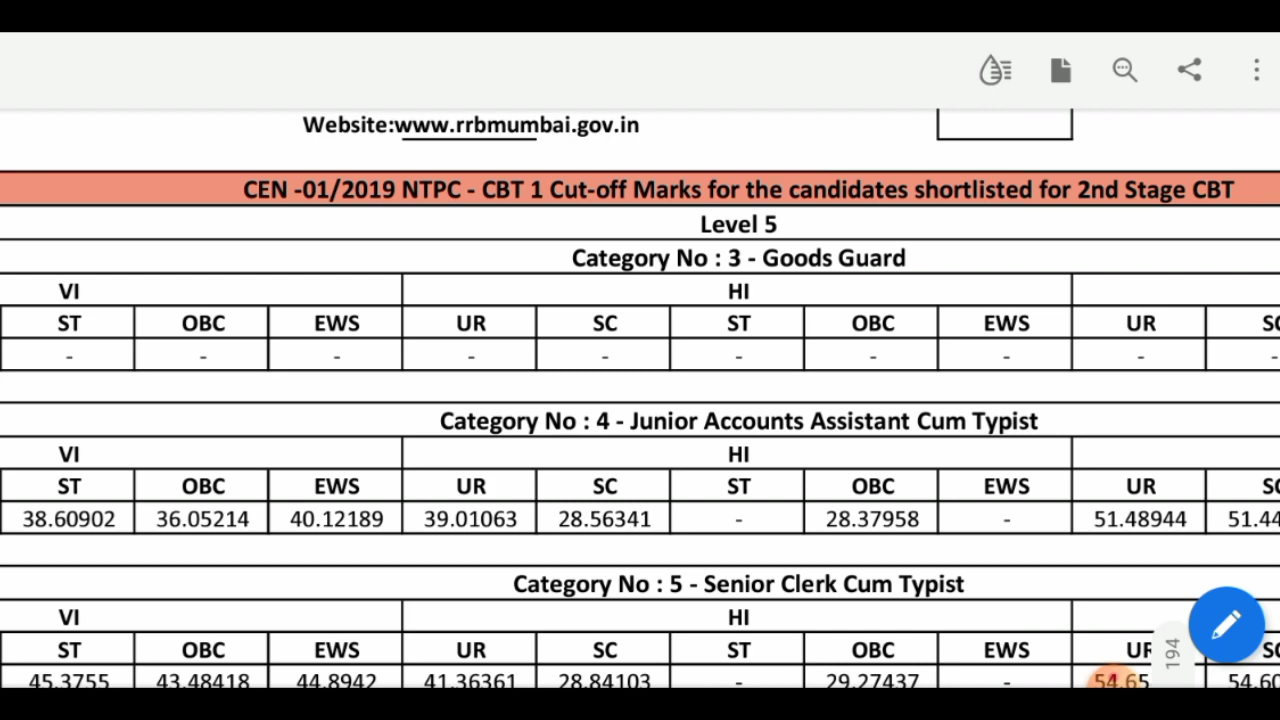 Website:www.rrbmumbai.gov.in
CEN -01/2019 NTPC - CBT 1 Cut-off Marks for the candidates shortlisted for 2nd Stage CBT
Level 5
Category No : 3 - Goods Guard
VI HI
ST OBC EWS UR SC ST OBC EWS UR
- - - - - - - - - -
Category No : 4 - Junior Accounts Assistant Cum Typist
VI HI
ST OBC EWS UR SC ST OBC EWS UR
38.60902 36.05214 40.12189 39.01063 28.56341 - 28.37958 - 51.48944 51.44
Category No : 5 - Senior Clerk Cum Typist
VI HI
ST OBC EWS UR SC ST OBC EWS UR
45.3755 43.48418 44.8942 41.36361 28.84103 - 29.27437 - 54.65 54.60
194